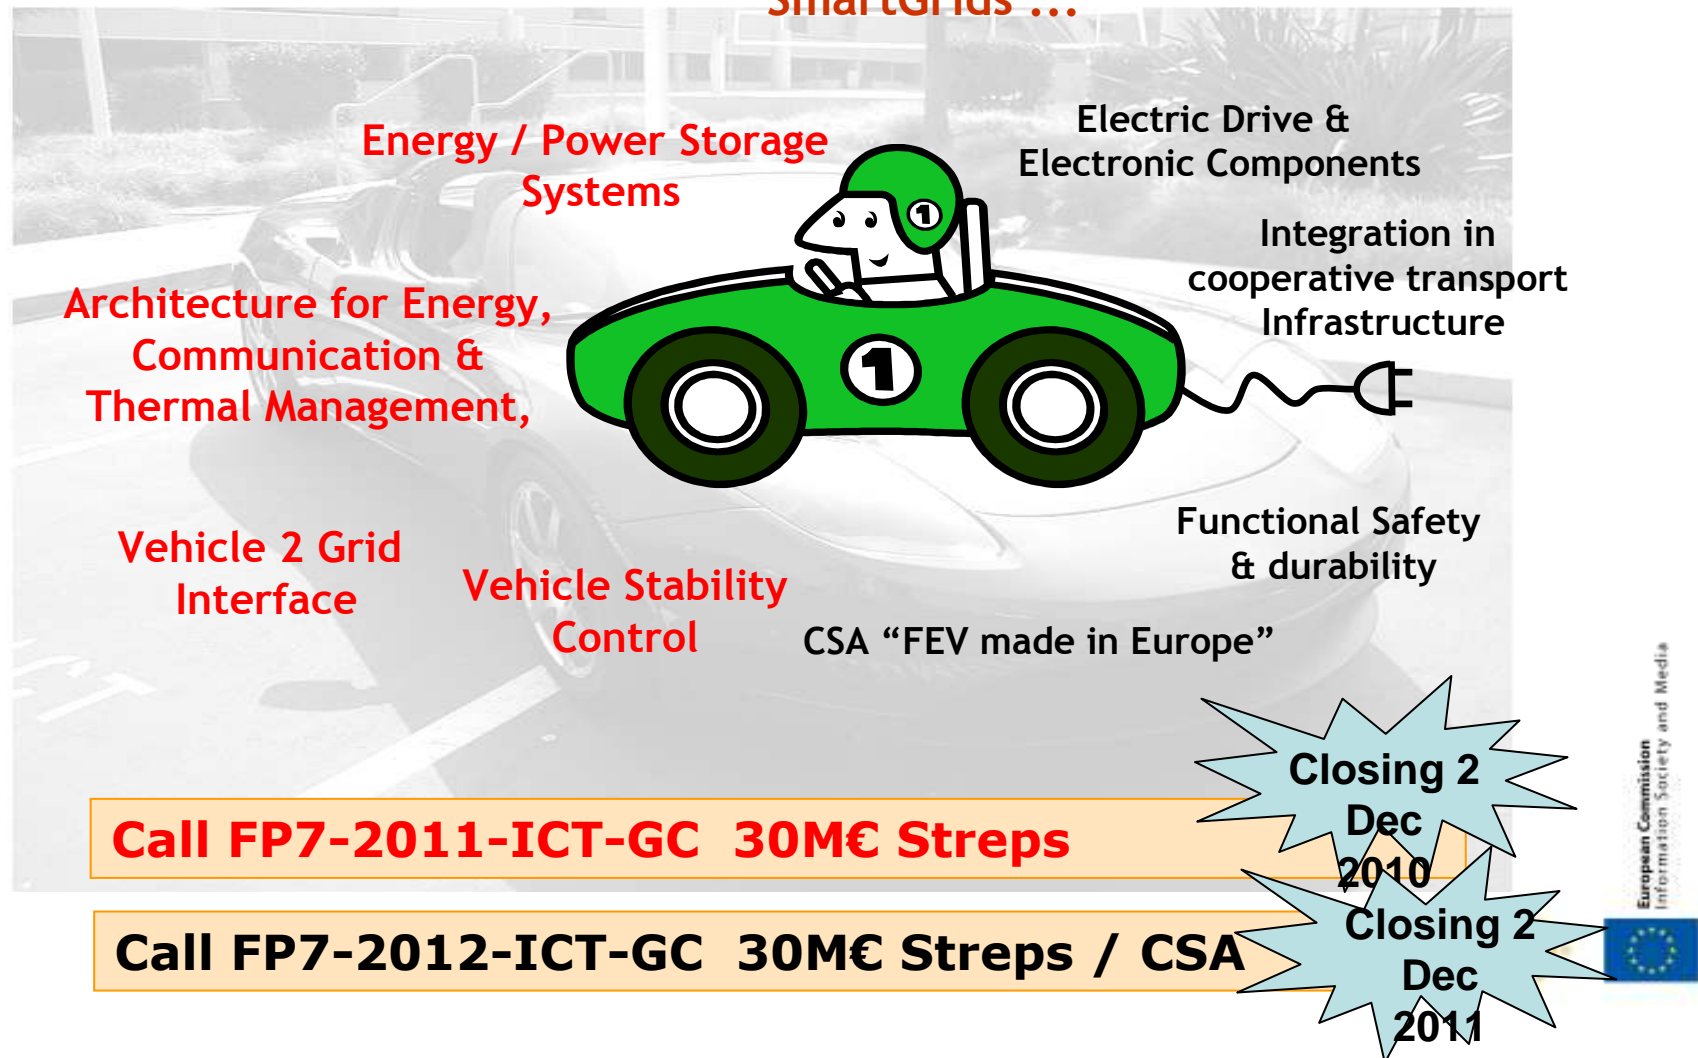 SmartGrids ...
Energy / Power Storage
Systems
Electric Drive &
Electronic Components
Integration in
cooperative transport
Infrastructure
Architecture for Energy,
Communication &
Thermal Management,
1
1
Vehicle 2 Grid
Interface
Vehicle Stability
Control
Functional Safety
& durability
CSA “FEV made in Europe”
Closing 2
Dec
2010
Call FP7-2011-ICT-GC 30M€ Streps
Closing 2
Dec
2011
Call FP7-2012-ICT-GC 30M€ Streps / CSA
European Commission
Information Society and Media